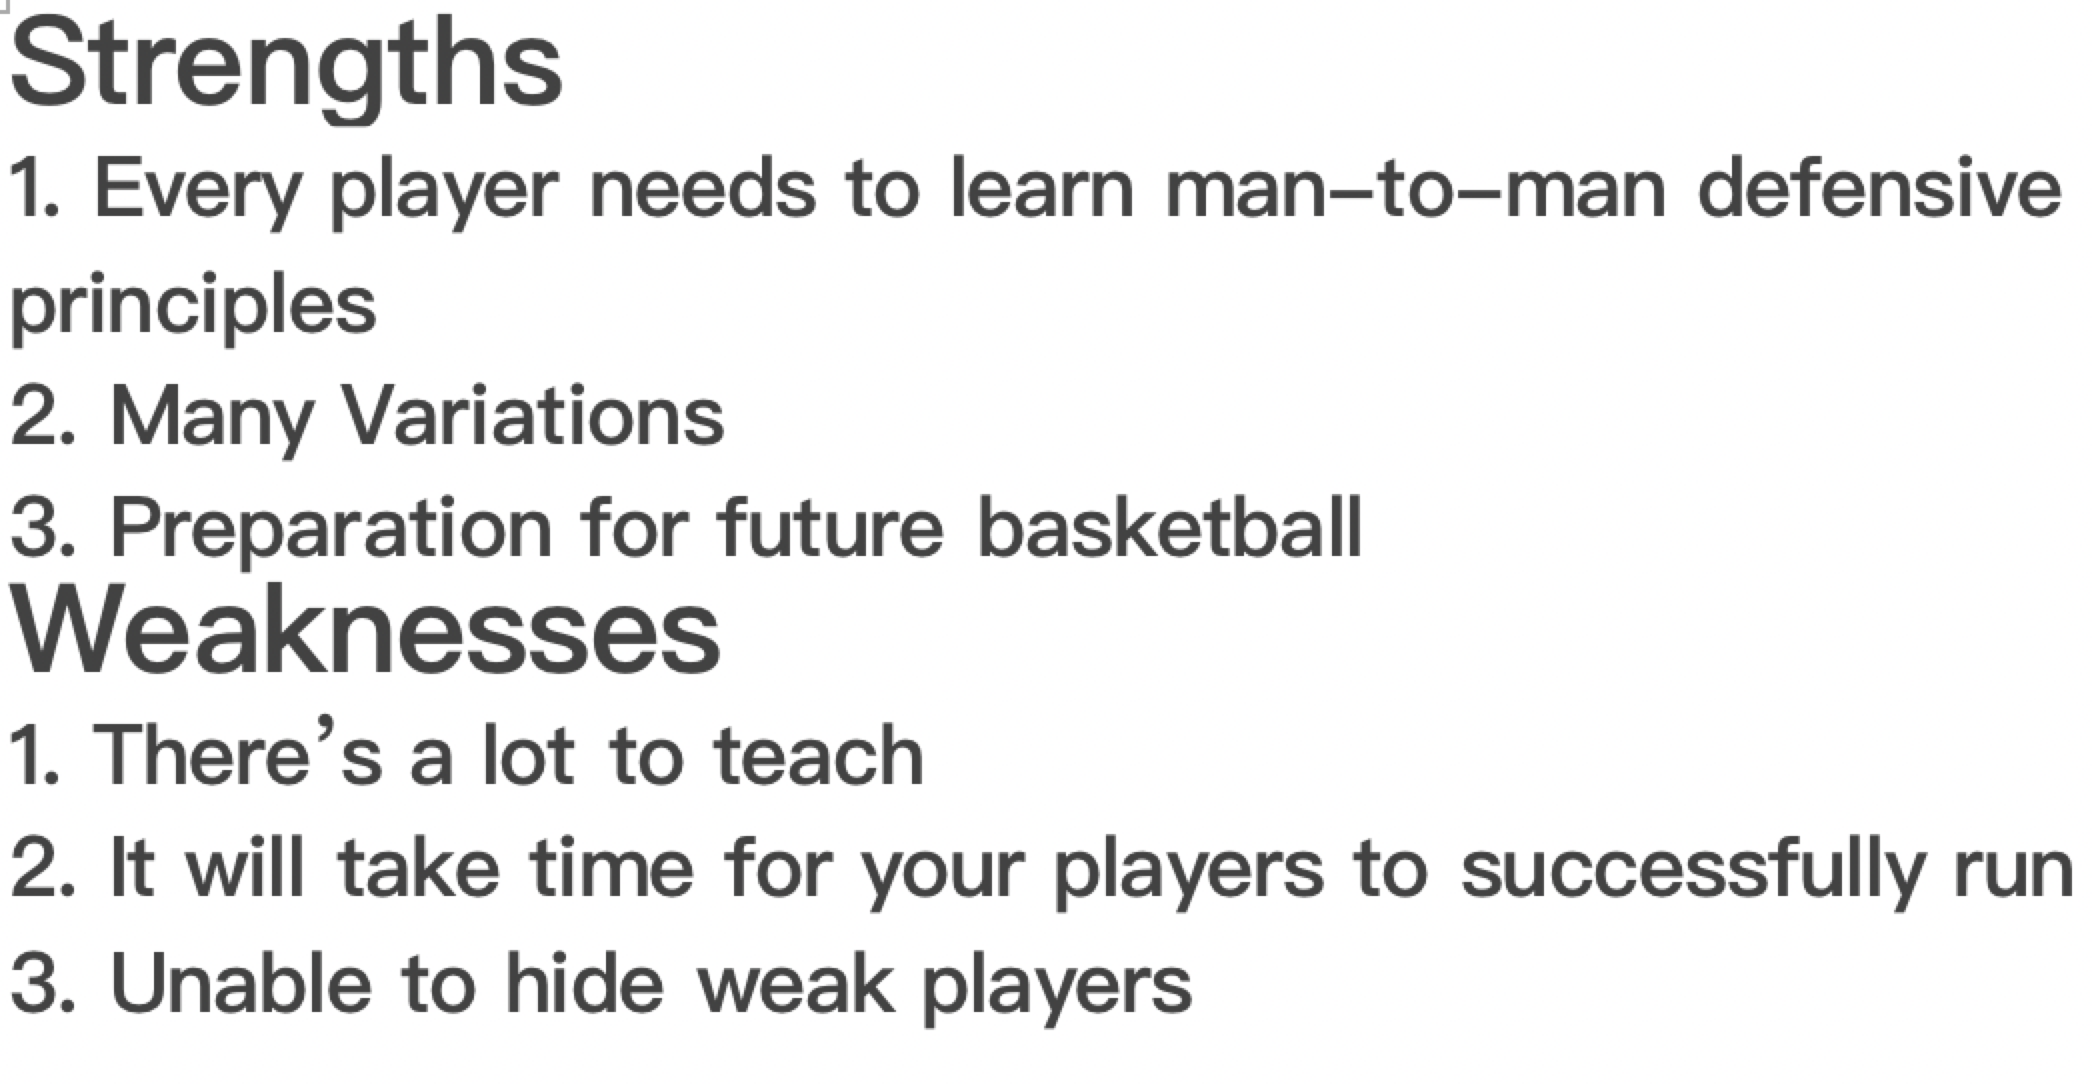 Strengths
1. Every player needs to learn man–to–man defensive
principles
2. Many Variations
3. Preparation for future basketball
Weaknesses
1. There’s a lot to teach
2. It will take time for your players to successfully run
3. Unable to hide weak players